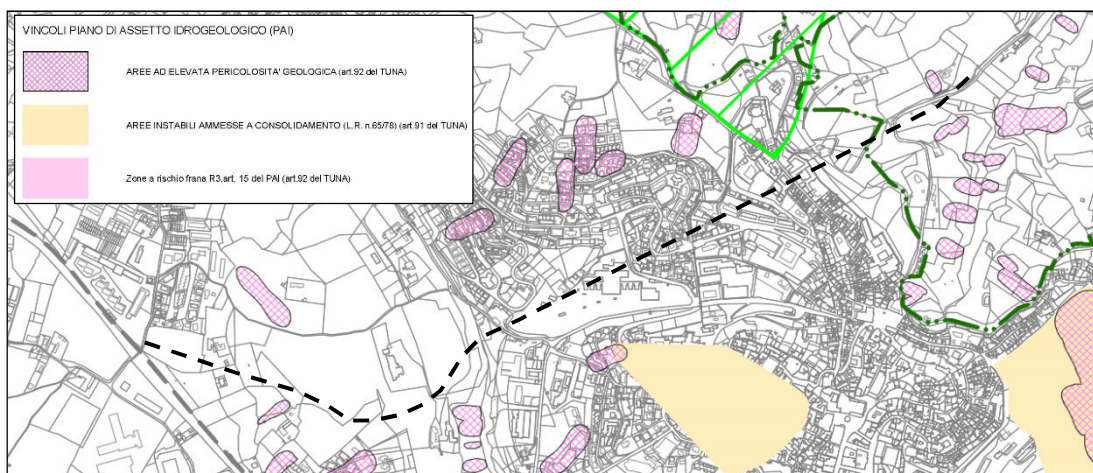 VINCOLI PIANO DI ASSETTO IDROGEOLOGICO (PAI)
AREE AD ELEVATA PERICOLOSITA' GEOLOGICA (art.92 del TUNA)
AREE INSTABILI AMMESSE A CONSOLIDAMENTO (L.R. n.65/78) (art.91 del TUNA)
Zone a rischio frana R3,art. 15 del PAI (art.92 del TUNA)